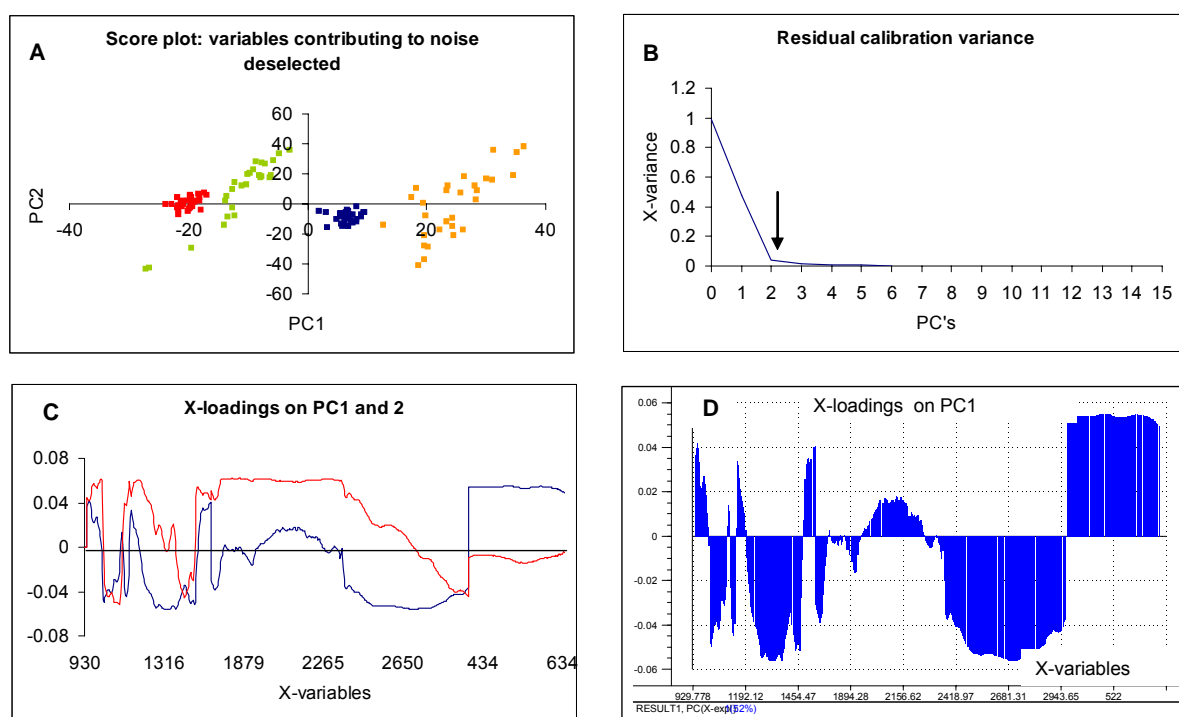 A
Score plot: variables contributing to noise
deselected
60
40
20
0
-20
-40
-60
-40
-20
0
20
40
PC2
PC1
B
Residual calibration variance
1.2
1
0.8
0.6
0.4
0.2
0
X-variance
0 1 2 3 4 5 6 7 8 9 10 11 12 13 14 15
PC's
C
X-loadings on PC1 and 2
0.08
0.04
0
-0.04
-0.08
930 1316 1879 2265 2650 434 634
X-variables
D
X-loadings on PC1
0.06
0.04
0.02
0
-0.02
-0.04
-0.06
X-variables
929.778 1192.12 1454.47 1894.28 2156.62 2418.97 2681.31 2943.65 522
RESULT1, PC(X-expl):